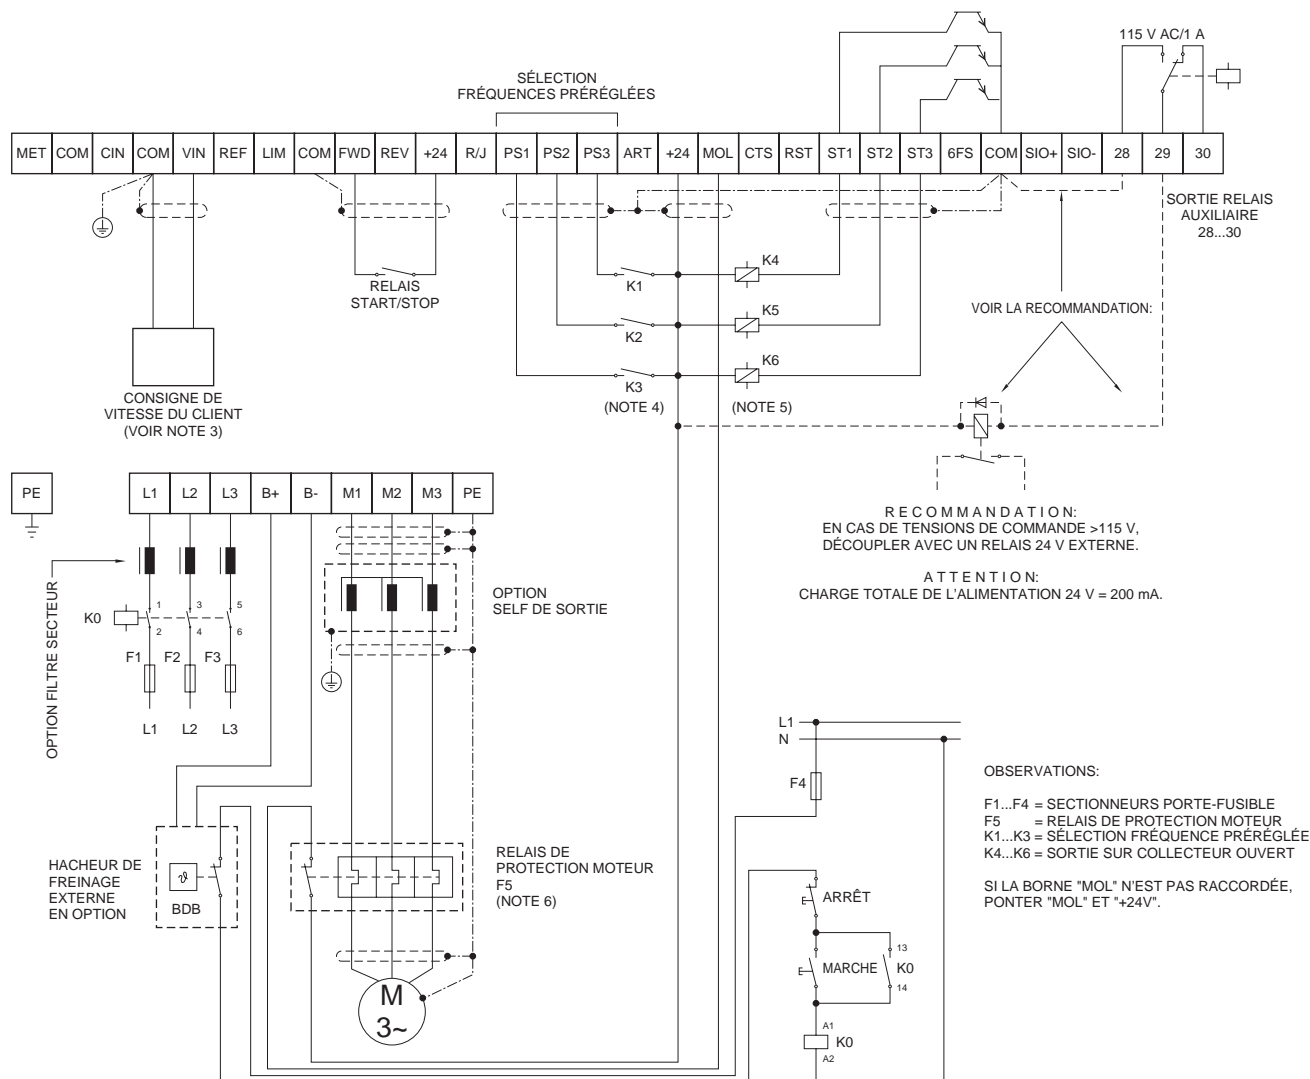 115 V AC/1 A
SÉLECTION
FRÉQUENCES PRÉRÉGLÉES
MET COM CIN COM VIN REF LIM COM FWD REV +24 R/J PS1 PS2 PS3 ART +24 MOL CTS RST ST1 ST2 ST3 6FS COM SIO+ SIO- 28 29 30
SORTIE RELAIS
AUXILIAIRE
28...30
RELAIS
START/STOP
K1
K4
K2
K5
K3
K6
(NOTE 4)
(NOTE 5)
VOIR LA RECOMMANDATION:
CONSIGNE DE
VITESSE DU CLIENT
(VOIR NOTE 3)
PE
L1 L2 L3 B+ B- M1 M2 M3 PE
RECOMMANDATION:
EN CAS DE TENSIONS DE COMMANDE >115 V,
DÉCOUPLER AVEC UN RELAIS 24 V EXTERNE.
ATTENTION:
CHARGE TOTALE DE L'ALIMENTATION 24 V = 200 mA.
OPTION FILTRE SECTEUR
OPTION
SELF DE SORTIE
K0
1 3 5
2 4 6
F1 F2 F3
L1 L2 L3
L1
N
F4
OBSERVATIONS:
F1...F4 = SECTIONNEURS PORTE-FUSIBLE
F5 = RELAIS DE PROTECTION MOTEUR
K1...K3 = SÉLECTION FRÉQUENCE PRÉRÉGLÉE
K4...K6 = SORTIE SUR COLLECTEUR OUVERT
SI LA BORNE "MOL" N'EST PAS RACCORDÉE,
PONTER "MOL" ET "+24V".
HACHEUR DE
FREINAGE
EXTERNE
EN OPTION
ϑ
BDB
RELAIS DE
PROTECTION MOTEUR
F5
(NOTE 6)
ARRÊT
MARCHE
13
K0
14
M
3~
A1
K0
A2